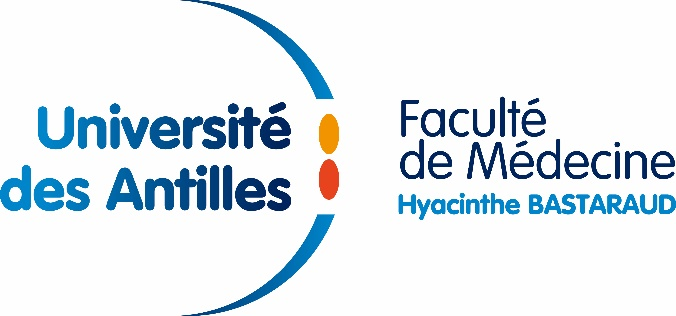 Université
des Antilles
Faculté
de Médecine
Hyacinthe BASTARAUD